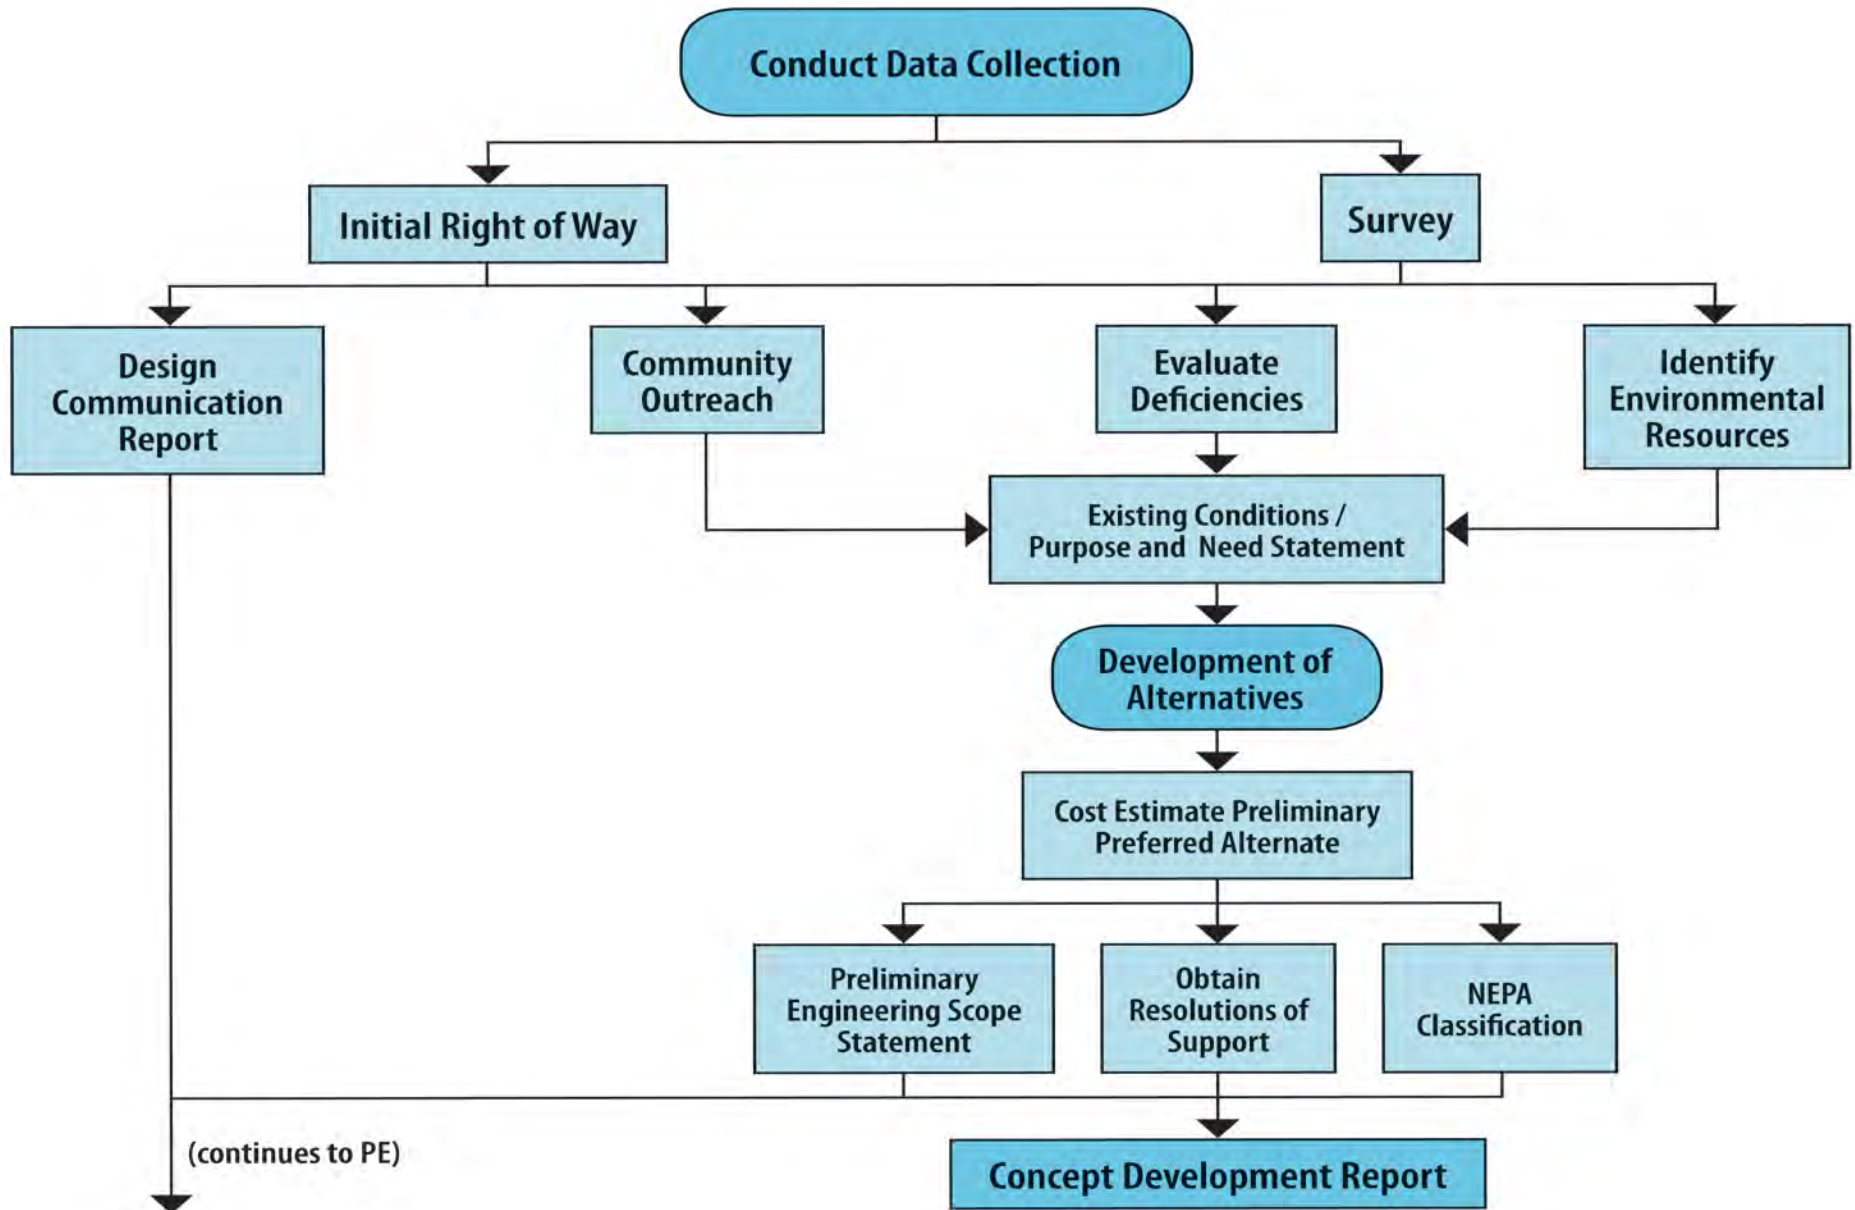 Conduct Data Collection
Initial Right of Way
Survey
Design
Communication
Report
Community
Outreach
Evaluate
Deficiencies
Identify
Environmental
Resources
Existing Conditions /
Purpose and Need Statement
Development of
Alternatives
Cost Estimate Preliminary
Preferred Alternate
Preliminary
Engineering Scope
Statement
Obtain
Resolutions of
Support
NEPA
Classification
(continues to PE)
Concept Development Report